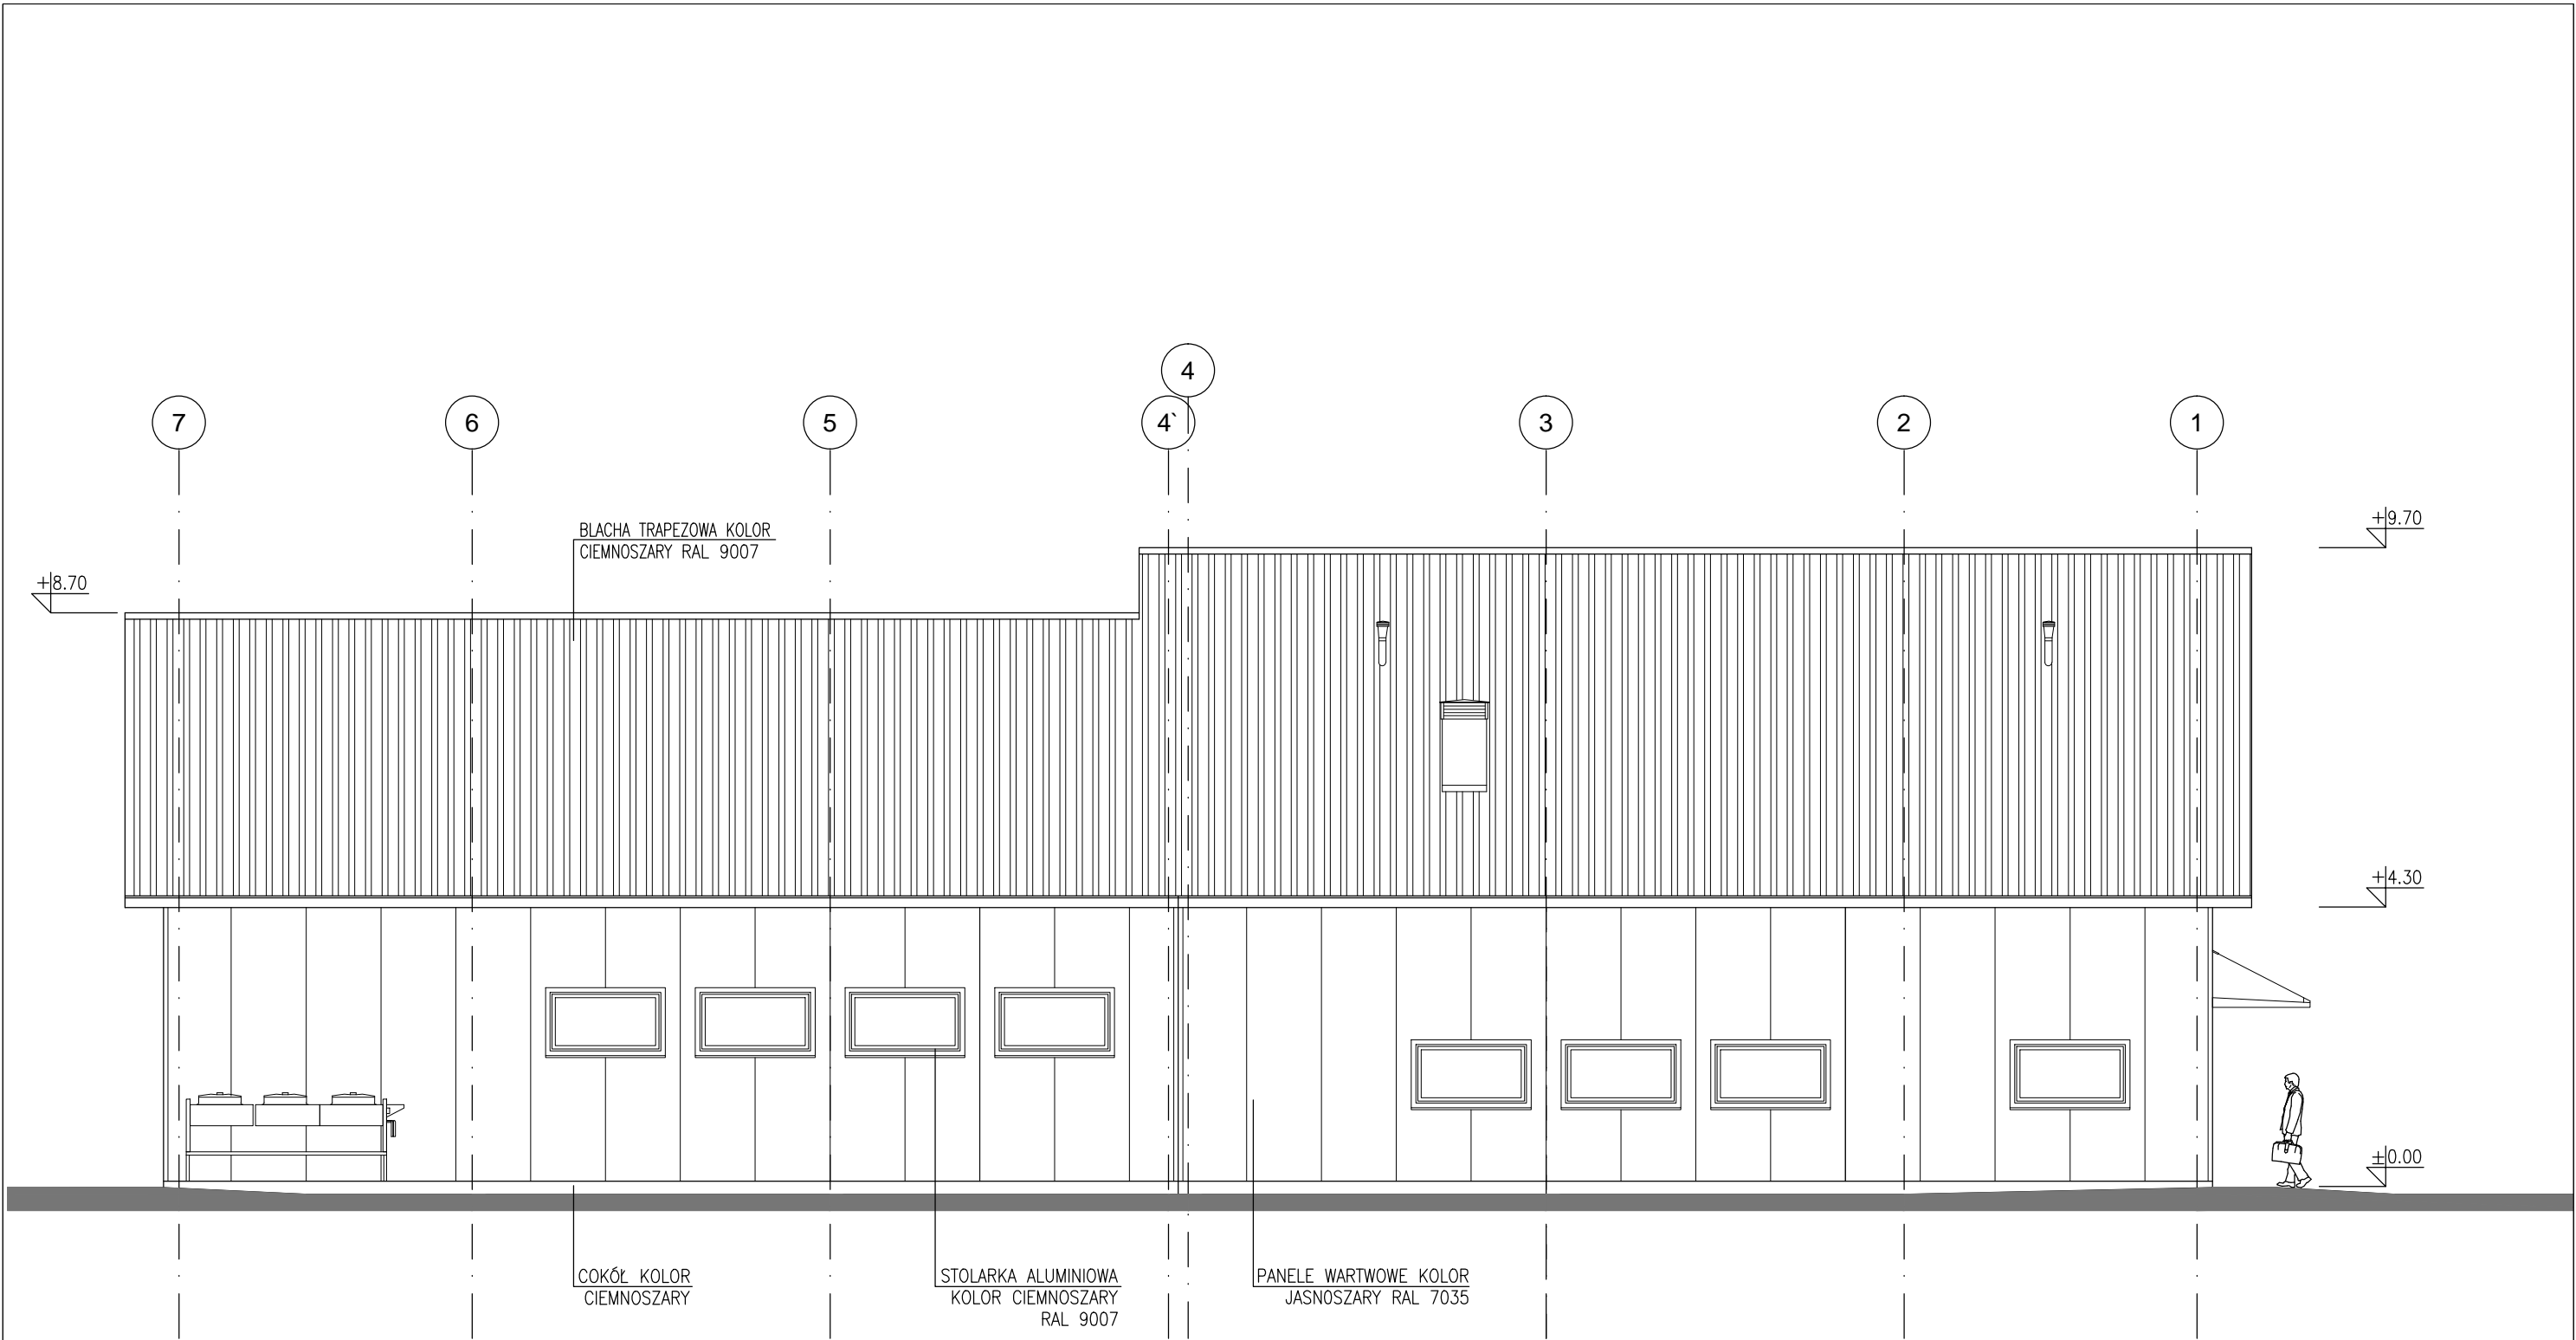 4
7
6
5
4`
3
2
1
+9.70
BLACHA TRAPEZOWA KOLOR
CIEMNOSZARY RAL 9007
+8.70
+4.30
±0.00
COKÓŁ KOLOR
CIEMNOSZARY
STOLARKA ALUMINIOWA
KOLOR CIEMNOSZARY
RAL 9007
PANELE WARTWOWE KOLOR
JASNOSZARY RAL 7035